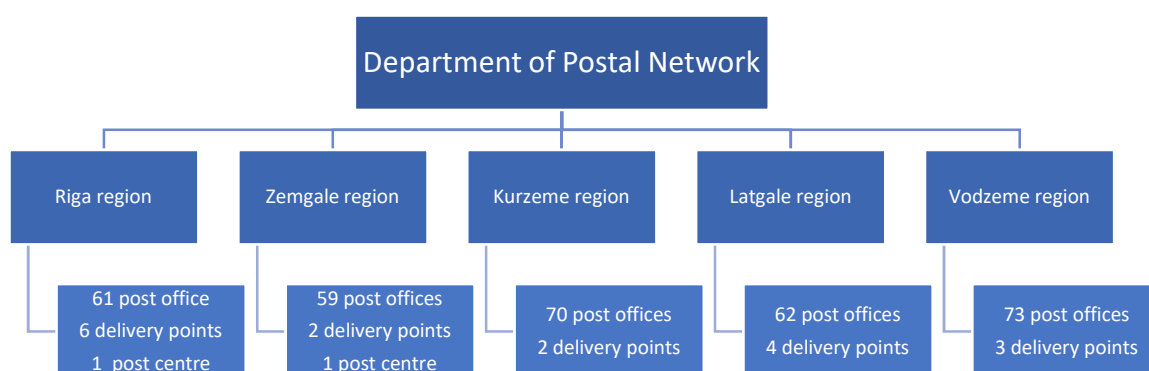 Department of Postal Network
Riga region
Zemgale region
Kurzeme region
Latgale region
Vodzeme region
61 post office
6 delivery points
1 post centre
59 post offices
2 delivery points
1 post centre
70 post offices
2 delivery points
62 post offices
4 delivery points
73 post offices
3 delivery points